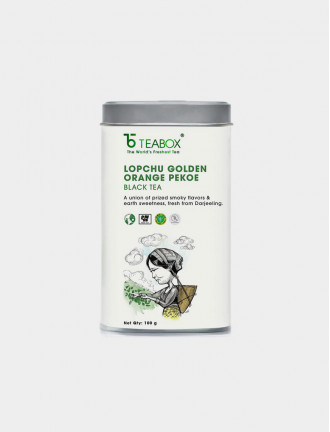 TEABOX®
The World's Freshest Tea
LOPCHU GOLDEN
ORANGE PEKOE
BLACK TEA
A union of prized smoky flavors &
earth sweetness, fresh from Darjeeling.
Net Qty: 100 g